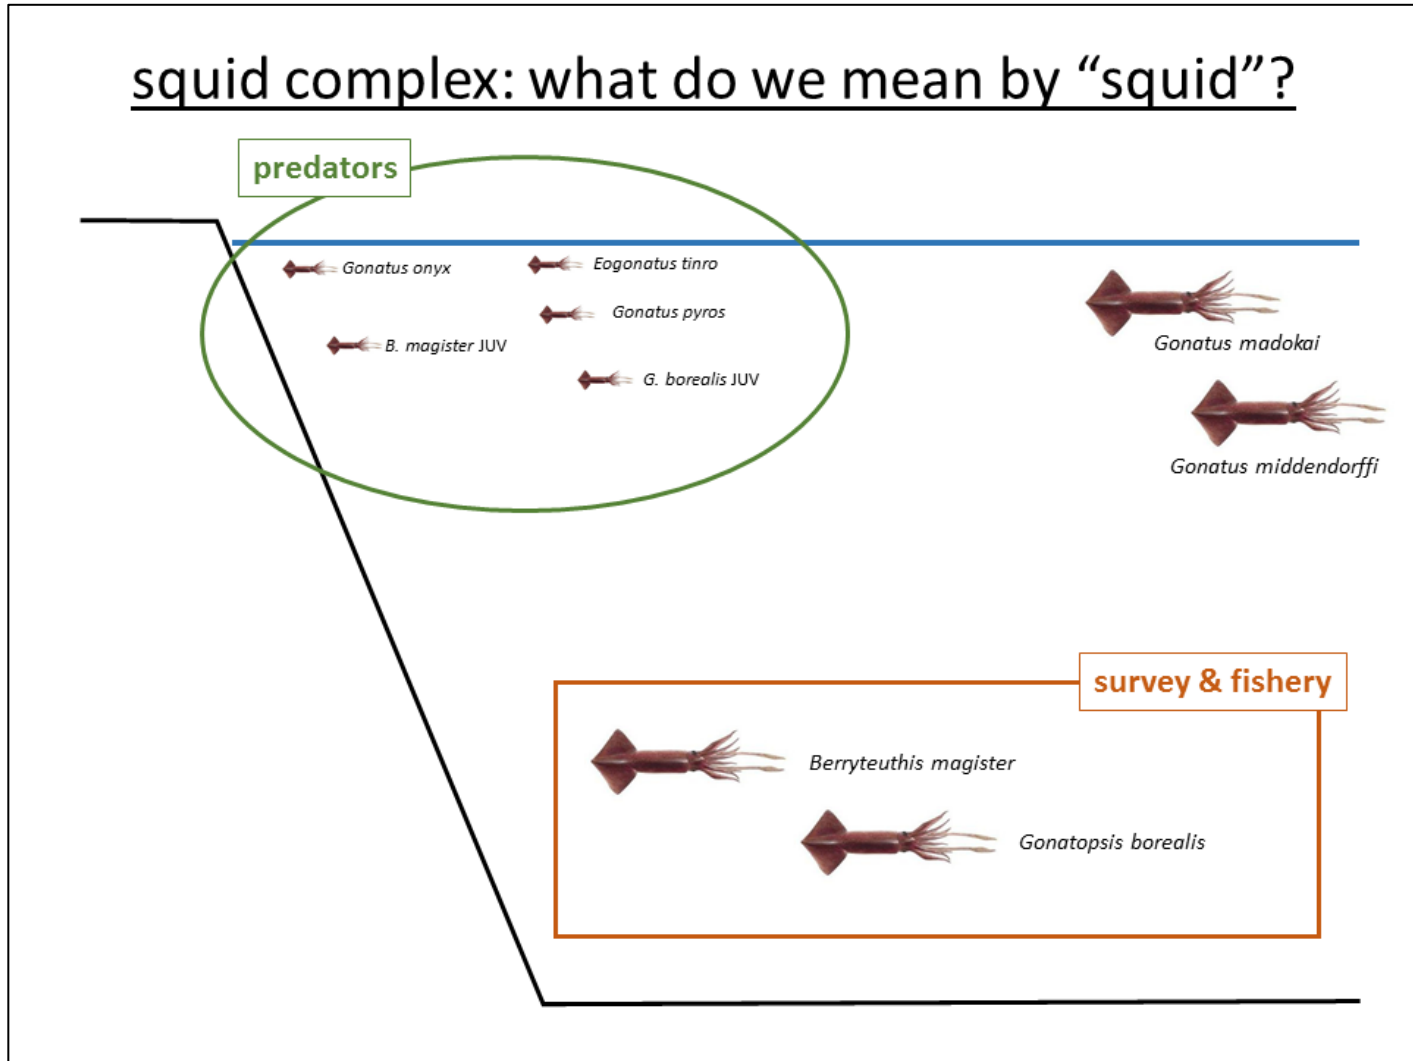 squid complex: what do we mean by “squid”?
predators
Gonatus onyx
Eogonatus tinro
Gonatus pyros
B. magister JUV
G. borealis JUV
Gonatus madokai
Gonatus middendorffi
survey & fishery
Berryteuthis magister
Gonatopsis borealis